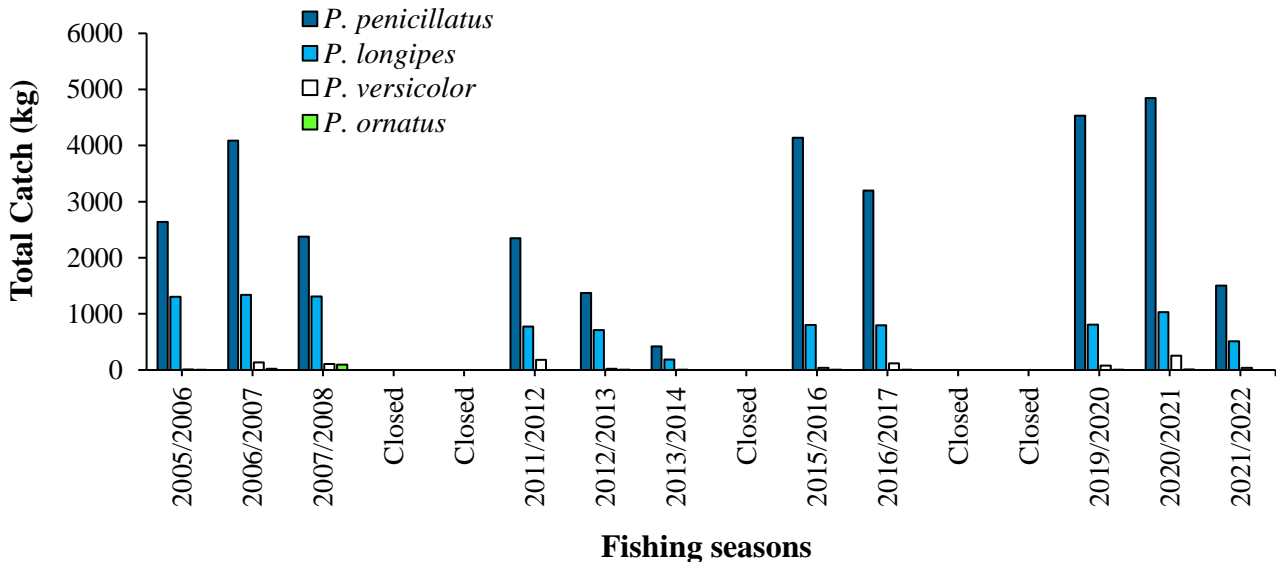 P. penicillatus
P. longipes
P. versicolor
P. ornatus
Total Catch (kg)
6000
5000
4000
3000
2000
1000
0
2005/2006
2006/2007
2007/2008
Closed
Closed
2011/2012
2012/2013
2013/2014
Closed
2015/2016
2016/2017
Closed
Closed
2019/2020
2020/2021
2021/2022
Fishing seasons